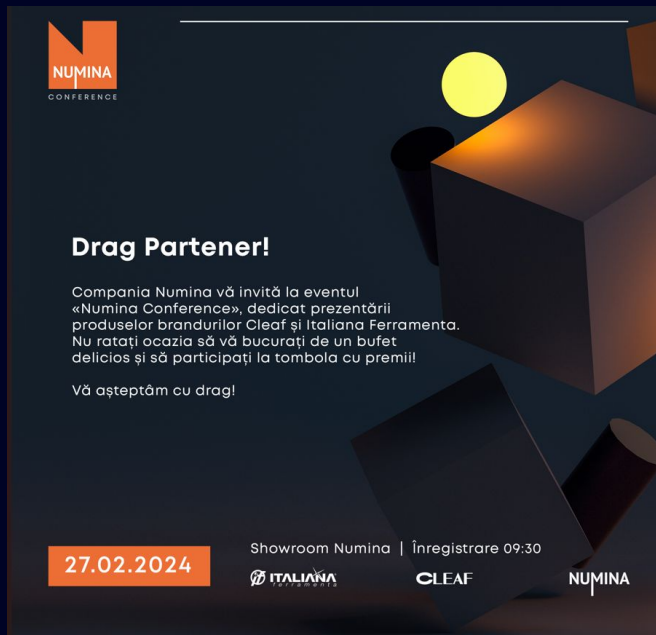 NUMINA
CONFERENCE
Drag Partener!
Compania Numina vă invită la eventul
«Numina Conference», dedicat prezentării
produselor brandurilor Cleaf și Italiana Ferramenta.
Nu ratați ocazia să vă bucurați de un bufet
delicios și să participați la tombola cu premii!
Vă așteptâm cu drag!
Showroom Numina | Înregistrare 09:30
27.02.2024
ITALIANA
ferramenta
CLEAF
NUMINA